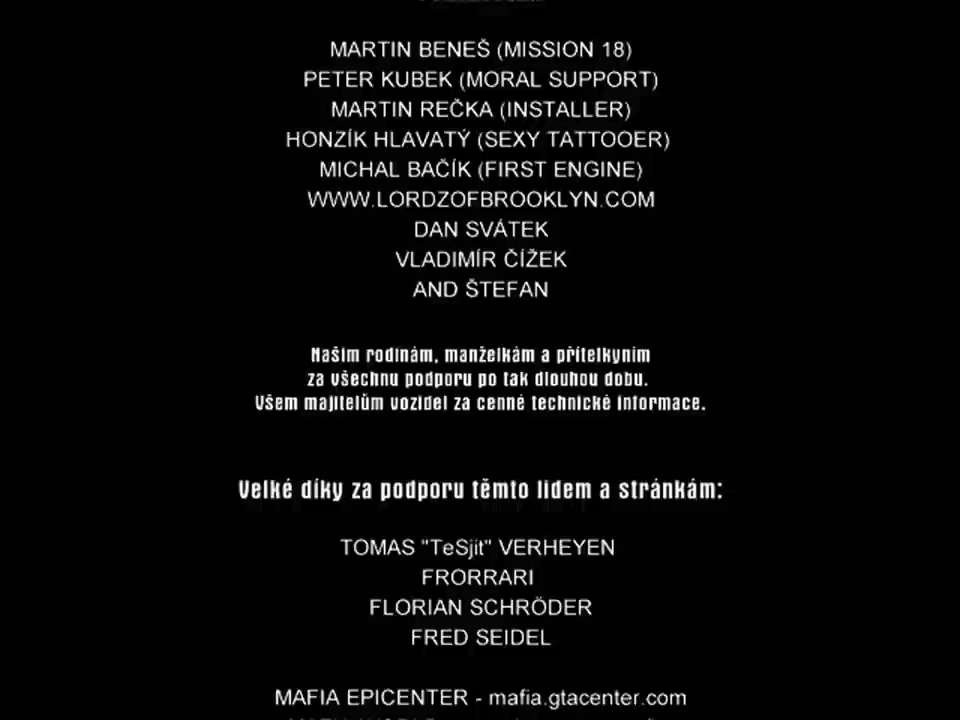 MARTIN BENEŠ (MISSION 18)
PETER KUBEK (MORAL SUPPORT)
MARTIN REČKA (INSTALLER)
HONZÍK HLAVATÝ (SEXY TATTOOER)
MICHAL BAČÍK (FIRST ENGINE)
WWW.LORDZOFBROOKLYN.COM
DAN SVÁTEK
VLADIMÍR ČÍŽEK
AND ŠTEFAN
Našim rodinám, manželkám a přítelkyním
za všechnu podporu po tak dlouhou dobu.
Všem majitelům vozidel za cenné technické informace.
Velké díky za podporu těmto lidem a stránkám:
TOMAS "TeSjit" VERHEYEN
FRORRARI
FLORIAN SCHRÖDER
FRED SEIDEL
MAFIA EPICENTER - mafia.gtacenter.com